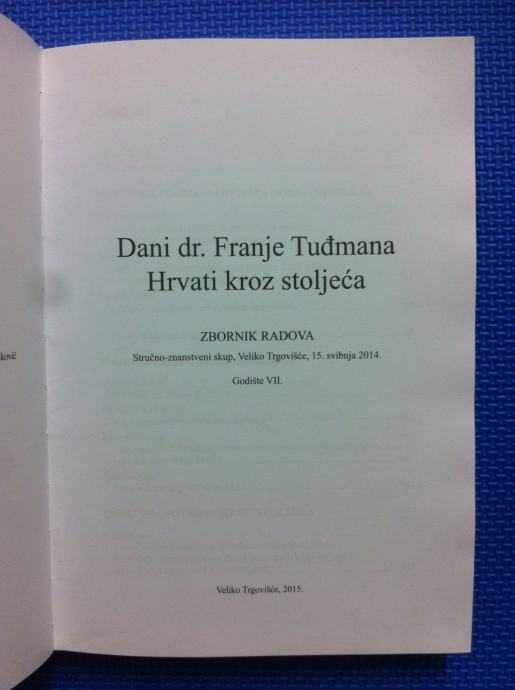 Dani dr. Franje Tuđmana
Hrvati kroz stoljeća
ZBORNIK RADOVA
Stručno-znanstveni skup, Veliko Trgovišće, 15. svibnja 2014.
Godište VII.
Veliko Trgovišće, 2015.